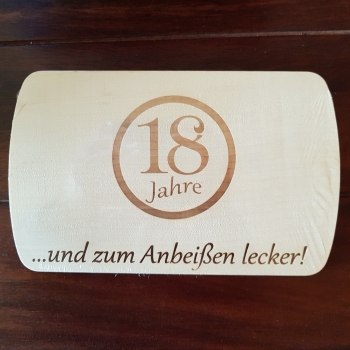 18
Jahre
...und zum Anbeißen lecker!